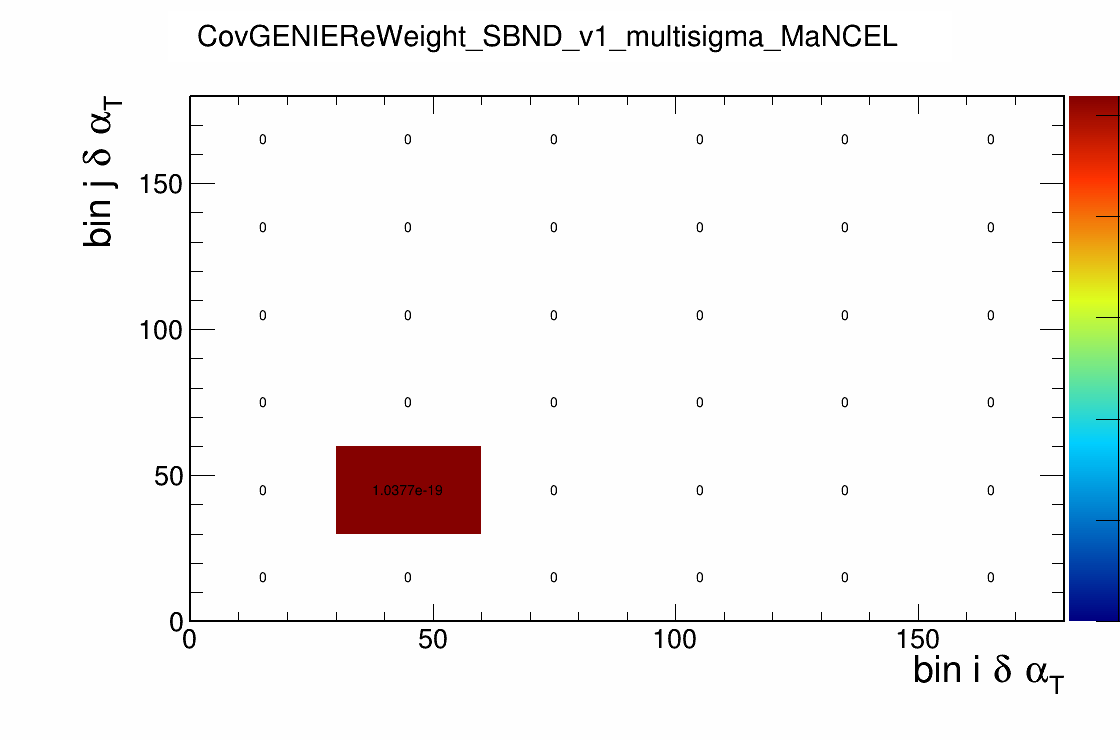 CovGENIEReWeight_SBND_v1_multisigma_MaNCEL
bin j δ α_T
150
100
50
0
0 0 0 0 0 0
0 0 0 0 0 0
0 0 0 0 0 0
0 0 0 0 0 0
0 1.0377e-19 0 0 0 0
0 0 0 0 0 0
0 50 100 150
bin i δ α_T